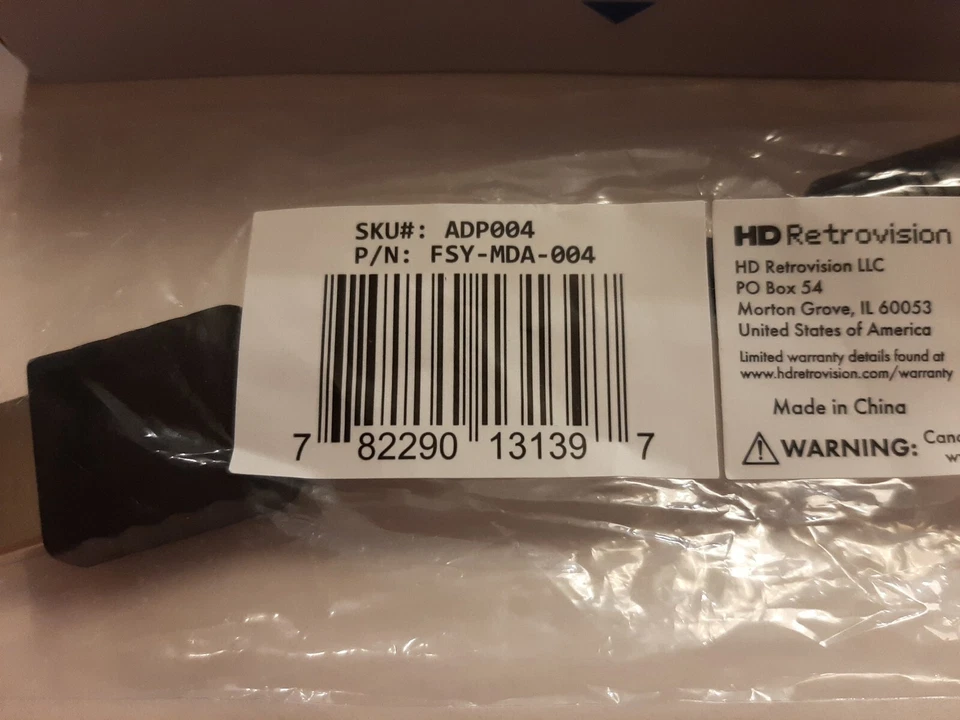 SKU#: ADP004
P/N: FSY-MDA-004
7 82290 13139 7
HD Retrovision
HD Retrovision LLC
PO Box 54
Morton Grove, IL 60053
United States of America
Limited warranty details found at
www.hdretrovision.com/warranty
Made in China
WARNING: